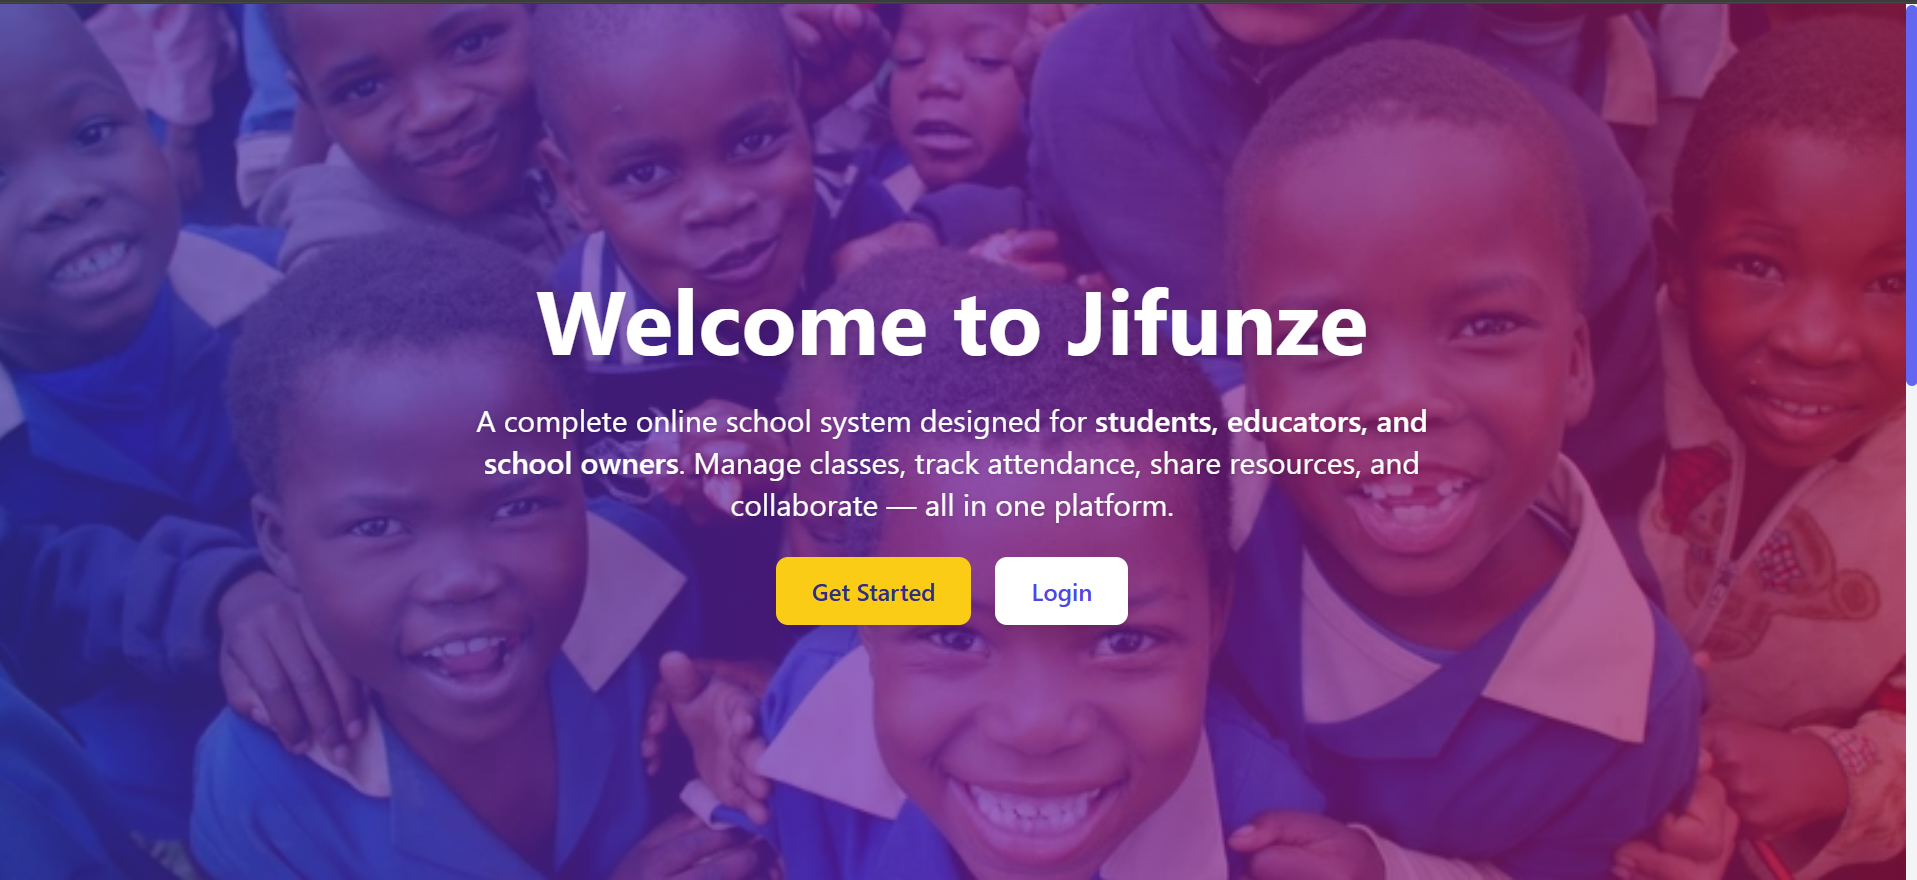 Welcome to Jifunze
A complete online school system designed for students, educators, and
school owners. Manage classes, track attendance, share resources, and
collaborate — all in one platform.
Get Started
Login